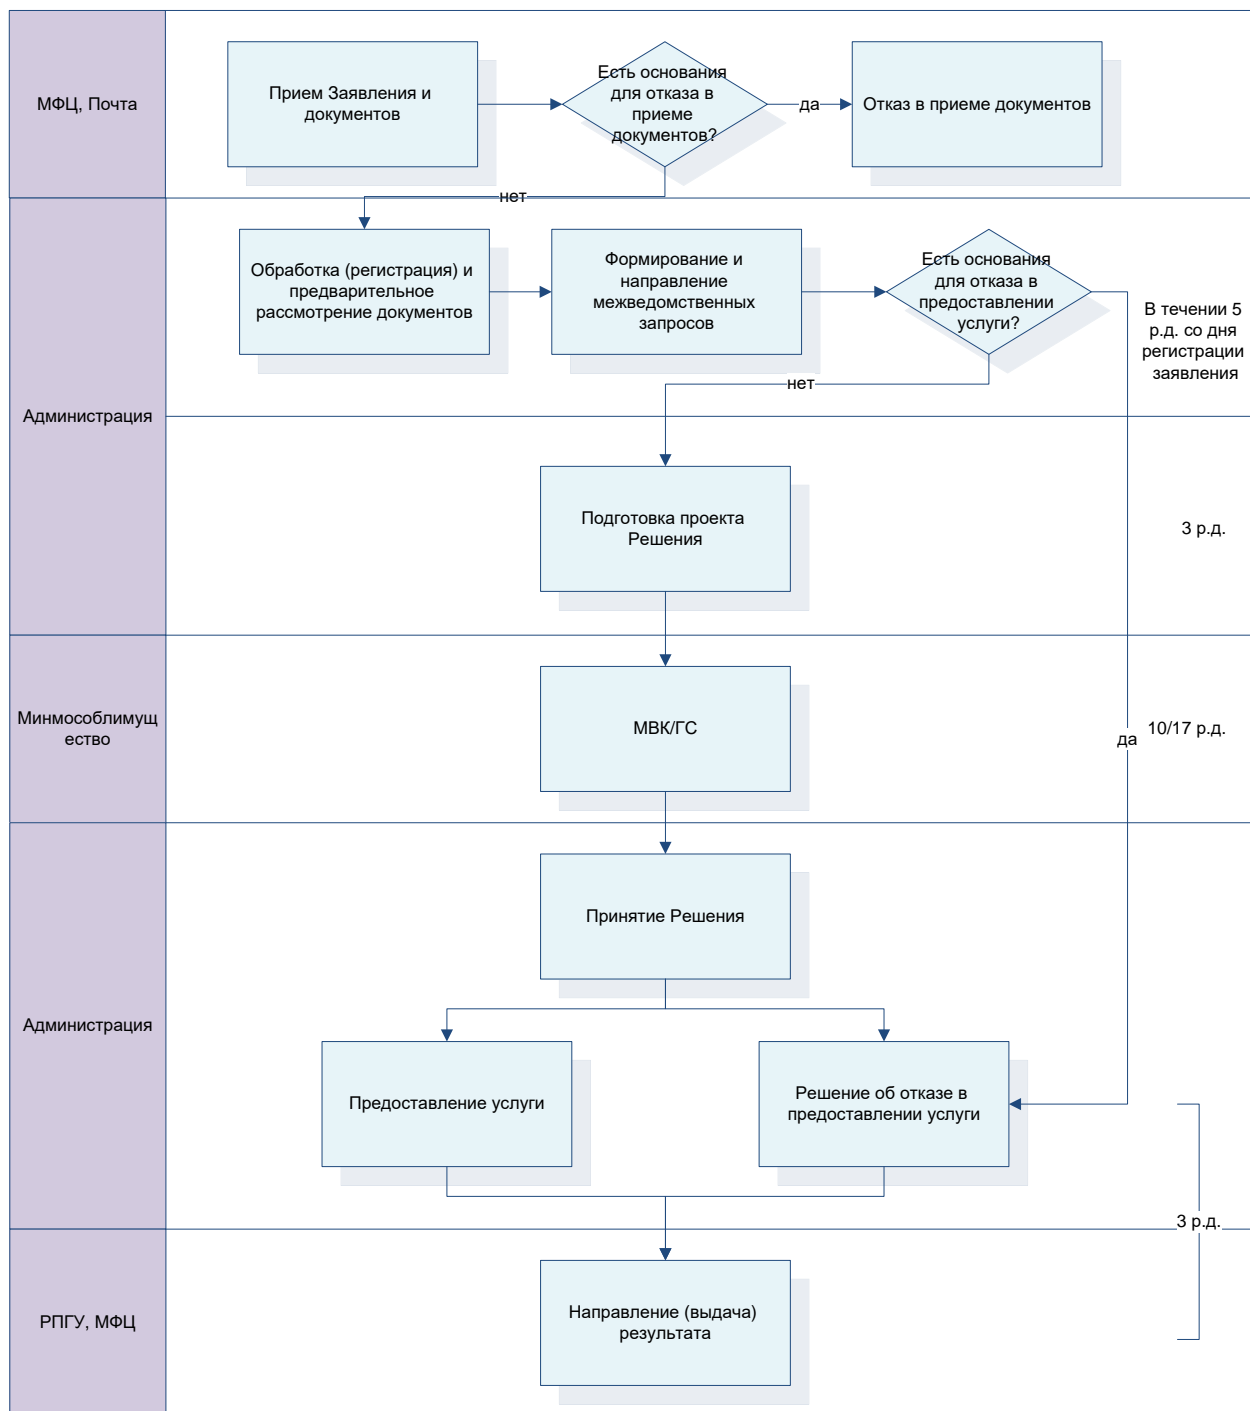 МФЦ, Почта
Прием Заявления и
документов
Есть основания
для отказа в
приеме
документов?
да
Отказ в приеме документов
нет
Администрация
Обработка (регистрация) и
предварительное
рассмотрение документов
Формирование и
направление
межведомственных
запросов
Есть основания
для отказа в
предоставлении
услуги?
В течении 5
р.д. со дня
регистрации
заявления
нет
Подготовка проекта
Решения
3 р.д.
Минмособлимущ
ество
МВК/ГС
да
10/17 р.д.
Администрация
Принятие Решения
Предоставление услуги
Решение об отказе в
предоставлении услуги
3 р.д.
РПГУ, МФЦ
Направление (выдача)
результата